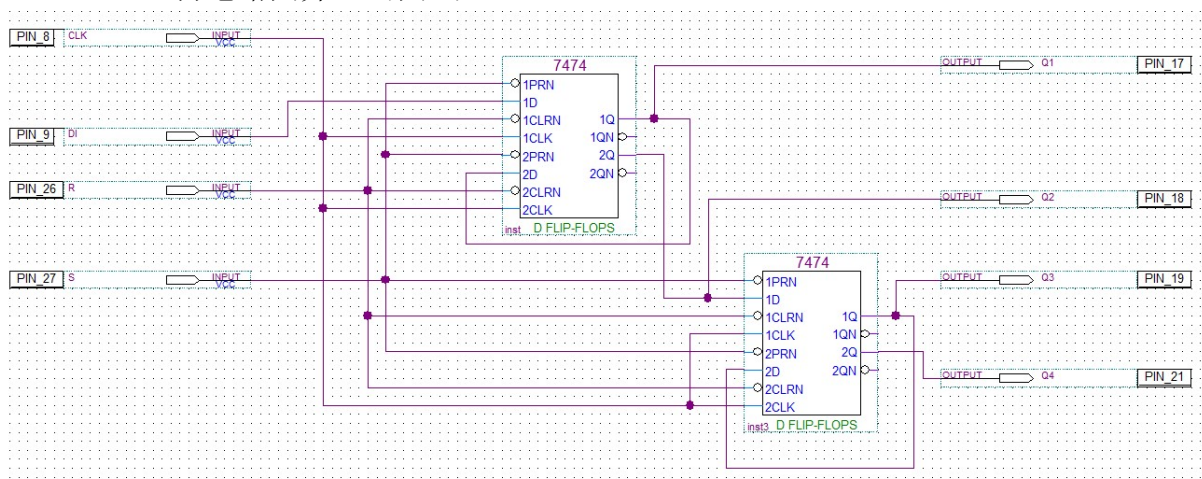 PIN_8 CLK INPUT VCC
PIN_9 DI INPUT VCC
PIN_26 R INPUT VCC
PIN_27 S INPUT VCC
7474
1PRN
1D
1CLRN
1CLK
2PRN
2D
2CLRN
2CLK
1Q
1QN
2Q
2QN
inst D FLIP-FLOPS
OUTPUT Q1 PIN_17
OUTPUT Q2 PIN_18
7474
1PRN
1D
1CLRN
1CLK
2PRN
2D
2CLRN
2CLK
1Q
1QN
2Q
2QN
inst3 D FLIP-FLOPS
OUTPUT Q3 PIN_19
OUTPUT Q4 PIN_21